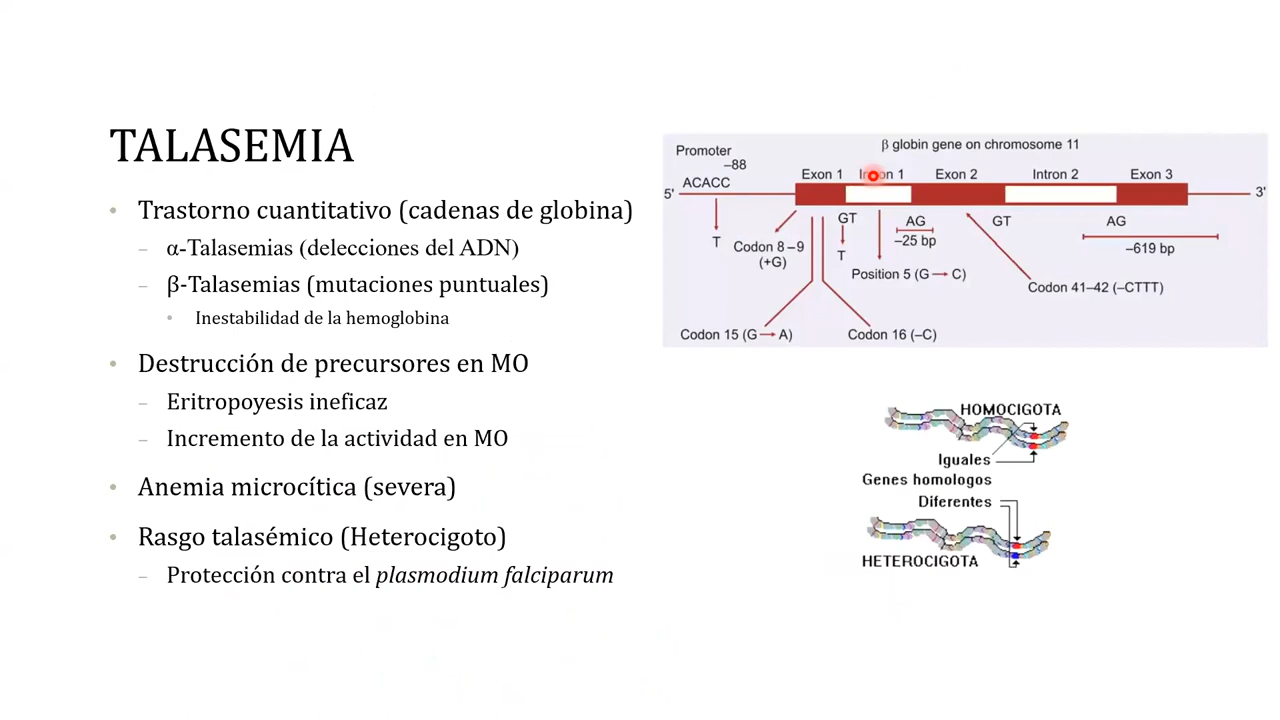 TALASEMIA
• Trastorno cuantitativo (cadenas de globina)
– α-Talasemias (delecciones del ADN)
– β-Talasemias (mutaciones puntuales)
• Inestabilidad de la hemoglobina
• Destrucción de precursores en MO
– Eritropoyesis ineficaz
– Incremento de la actividad en MO
• Anemia microcítica (severa)
• Rasgo talasémico (Heterocigoto)
– Protección contra el plasmodium falciparum
β globin gene on chromosome 11
Promoter
–88
Exon 1 Intron 1 Exon 2 Intron 2 Exon 3
ACACC
5' 3'
GT AG GT AG
T Codon 8–9 T –25 bp –619 bp
(+G)
Position 5 (G→C)
Codon 41–42 (–CTTT)
Codon 15 (G→A) Codon 16 (–C)
HOMOCIGOTA
Iguales
Genes homologos
Diferentes
HETEROCIGOTA